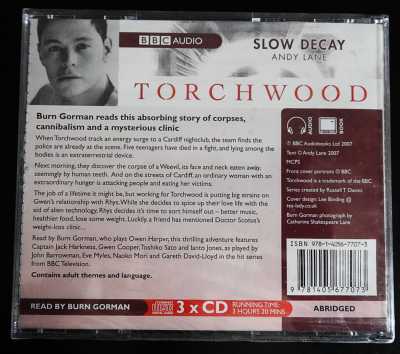 BBC AUDIO
SLOW DECAY
ANDY LANE
TORCHWOOD
Burn Gorman reads this absorbing story of corpses,
cannibalism and a mysterious clinic
When Torchwood track an energy surge to a Cardiff nightclub, the team finds the
police are already at the scene. Five teenagers have died in a fight, and lying among the
bodies is an extraterrestrial device.
Next morning, they discover the corpse of a Weevil, its face and neck eaten away,
seemingly by human teeth. And on the streets of Cardiff, an ordinary woman with an
extraordinary hunger is attacking people and eating her victims.
The job of a lifetime it might be, but working for Torchwood is putting big strains on
Gwen's relationship with Rhys. While she decides to spice up their love life with the
aid of alien technology, Rhys decides it's time to sort himself out – better music,
healthier food, lose some weight. Luckily, a friend has mentioned Doctor Scotus's
weight-loss clinic...
Read by Burn Gorman, who plays Owen Harper, this thrilling adventure features
Captain Jack Harkness, Gwen Cooper, Toshiko Sato and Ianto Jones, as played by
John Barrowman, Eve Myles, Naoko Mori and Gareth David-Lloyd in the hit series
from BBC Television.
Contains adult themes and language.
AUDIO
BOOK
© BBC Audiobooks Ltd 2007
Text © Andy Lane 2007
MCPS
Front cover portraits © BBC
Torchwood is a trademark of the BBC
Series created by Russell T Davies
Cover design: Lee Binding @
Burn Gorman photograph by
Catherine Shakespeare Lane
ISBN 978-1-4056-7707-3
9 781405 677073
READ BY BURN GORMAN
3 x CD
RUNNING TIME:
3 HOURS 20 MINS
ABRIDGED